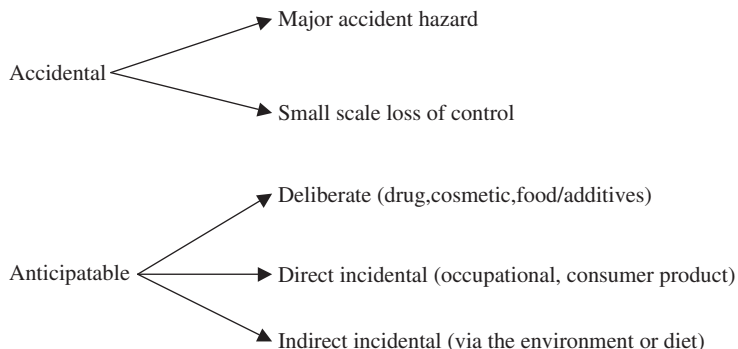 Major accident hazard
Accidental
Small scale loss of control
Deliberate (drug,cosmetic,food/additives)
Anticipatable
Direct incidental (occupational, consumer product)
Indirect incidental (via the environment or diet)